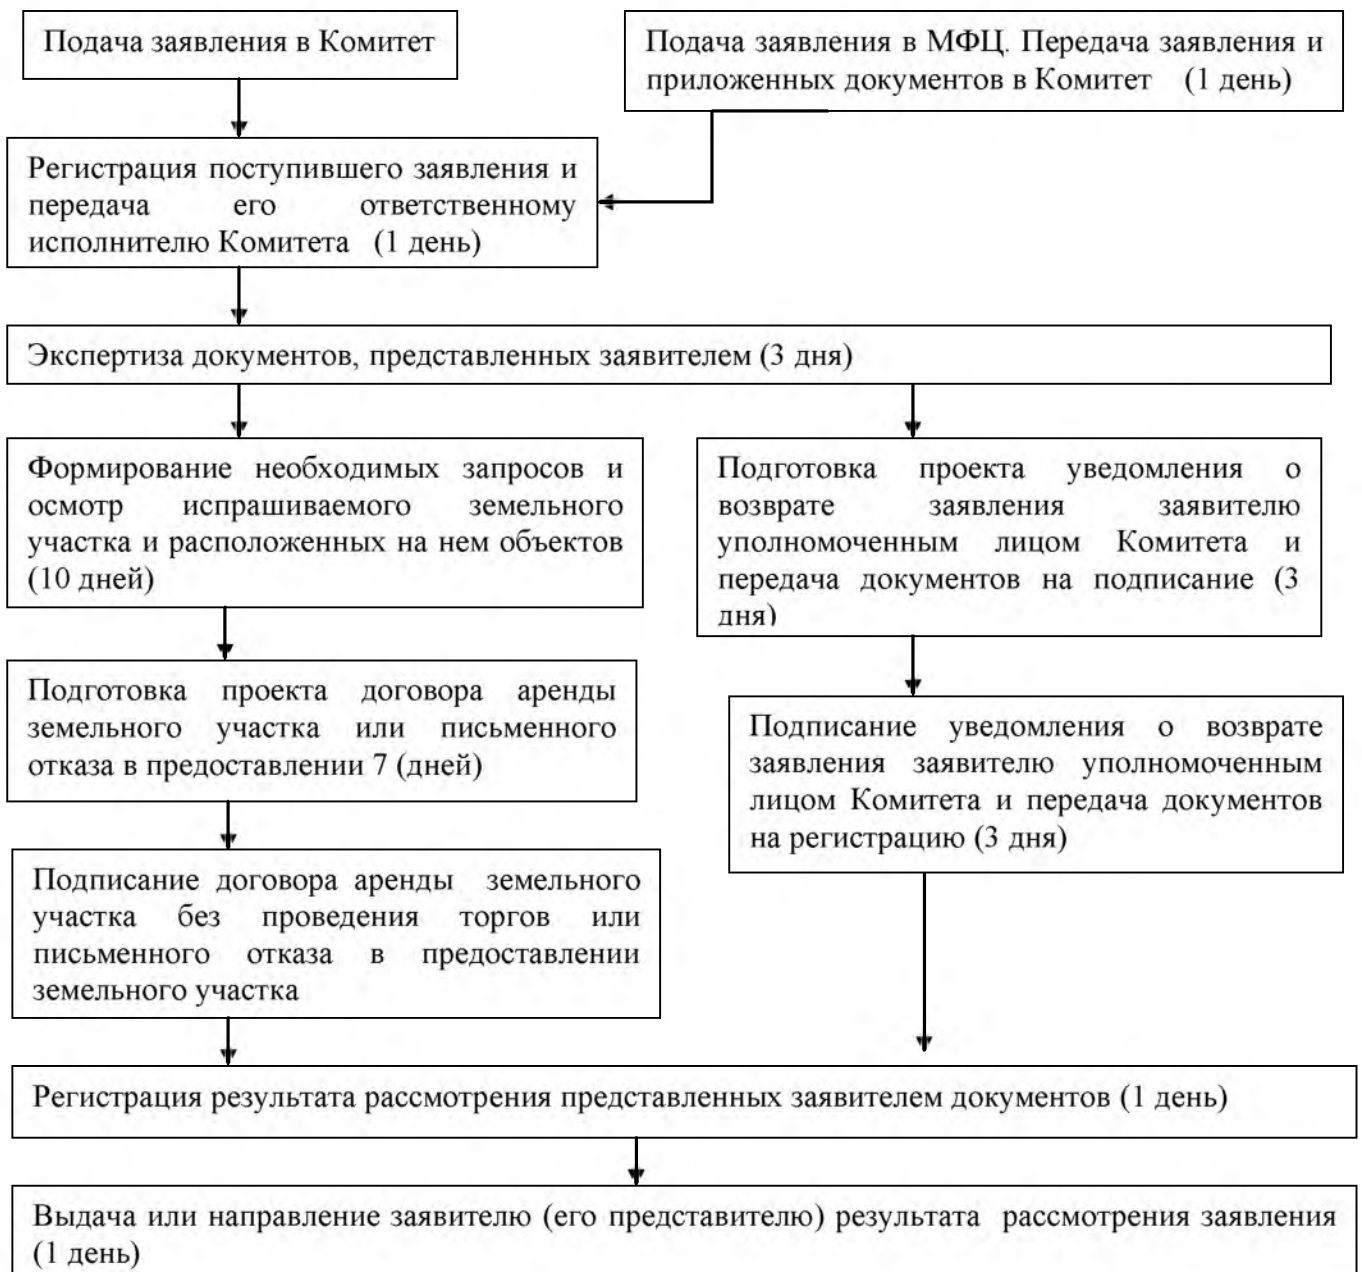 Подача заявления в Комитет
Подача заявления в МФЦ. Передача заявления и
приложенных документов в Комитет (1 день)
Регистрация поступившего заявления и
передача его ответственному
исполнителю Комитета (1 день)
Экспертиза документов, представленных заявителем (3 дня)
Формирование необходимых запросов и
осмотр испрашиваемого земельного
участка и расположенных на нем объектов
(10 дней)
Подготовка проекта уведомления о
возврате заявления заявителю
уполномоченным лицом Комитета и
передача документов на подписание (3
дня)
Подготовка проекта договора аренды
земельного участка или письменного
отказа в предоставлении 7 (дней)
Подписание уведомления о возврате
заявления заявителю уполномоченным
лицом Комитета и передача документов
на регистрацию (3 дня)
Подписание договора аренды земельного
участка без проведения торгов или
письменного отказа в предоставлении
земельного участка
Регистрация результата рассмотрения представленных заявителем документов (1 день)
Выдача или направление заявителю (его представителю) результата рассмотрения заявления
(1 день)